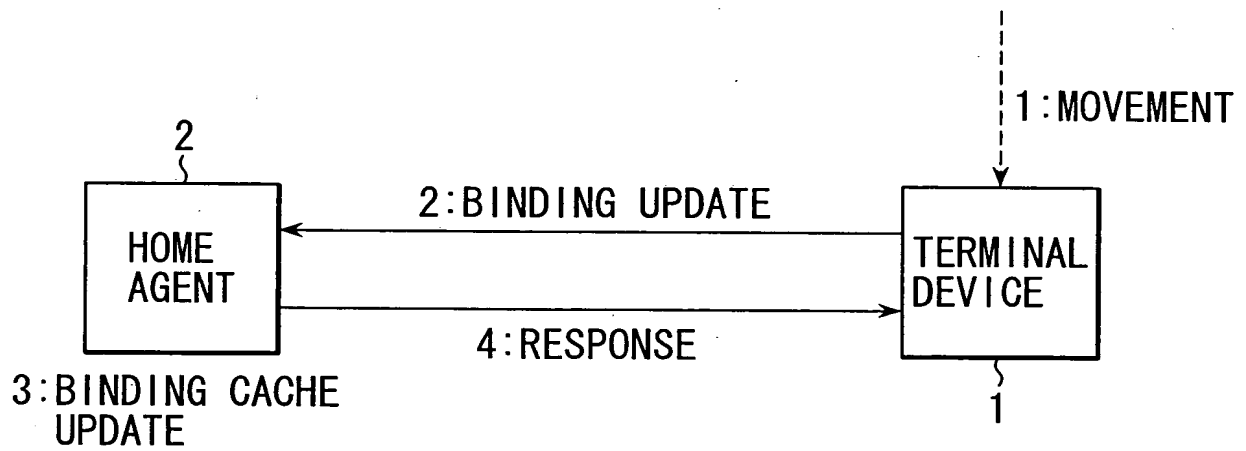 1:MOVEMENT
2
2:BINDING UPDATE
HOME
AGENT
TERMINAL
DEVICE
4:RESPONSE
3:BINDING CACHE
UPDATE
1